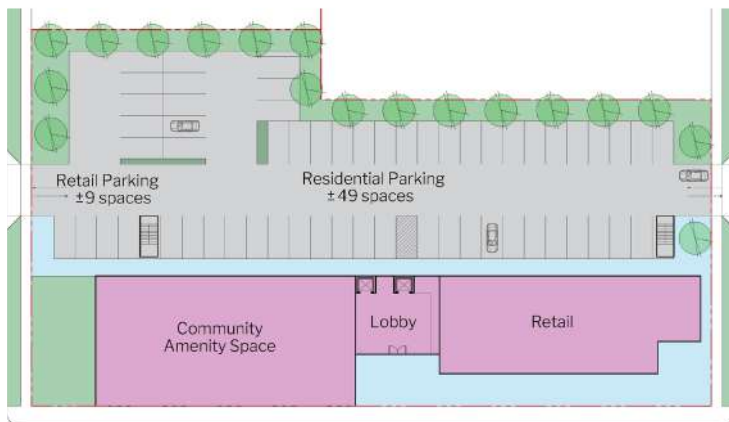 Retail Parking
±9 spaces
Residential Parking
±49 spaces
Community
Amenity Space
Lobby
Retail